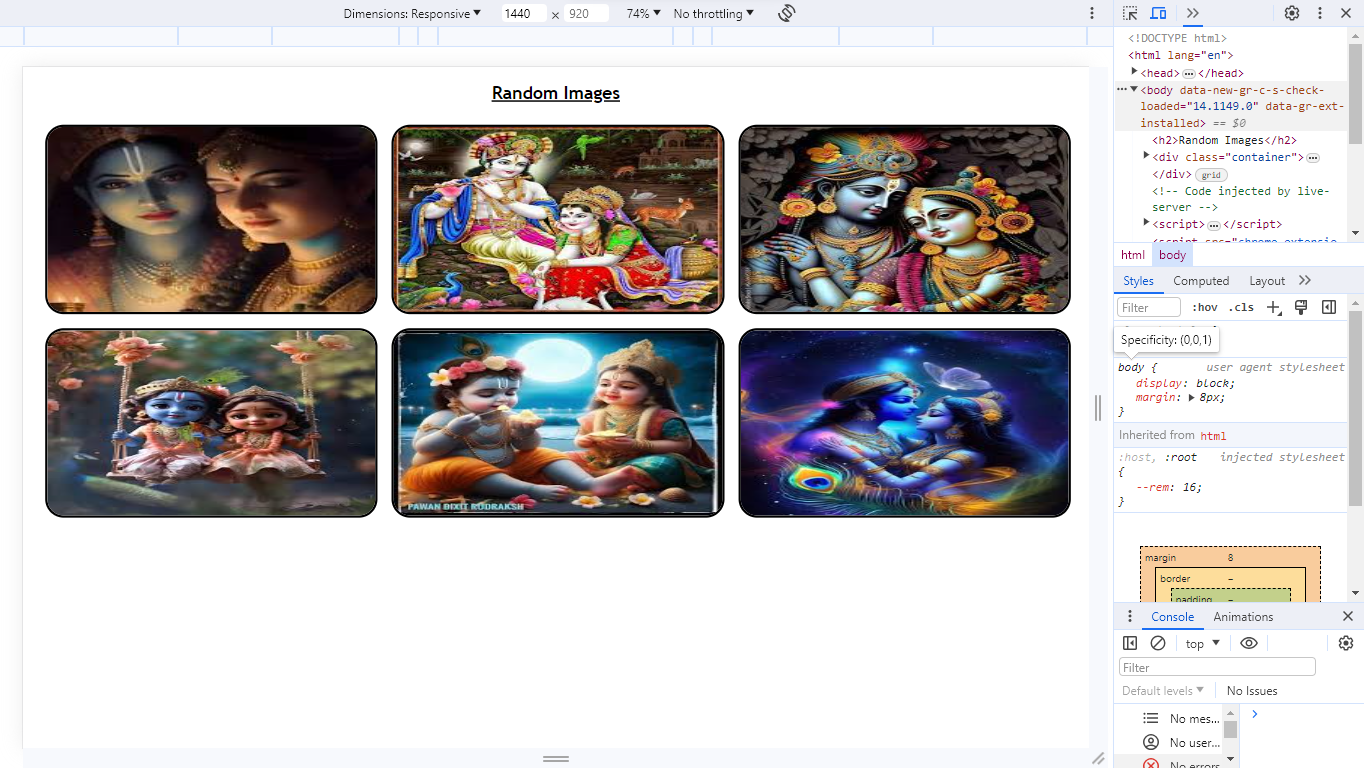 Dimensions: Responsive 1440 × 920 74% No throttling
Random Images
PAWAN DIXIT RUDRAKSH
<!DOCTYPE html>
<html lang="en">
<head> </head>
<body data-new-gr-c-s-check-
loaded="14.1149.0" data-gr-ext-
installed> == $0
<h2>Random Images</h2>
<div class="container">
</div> grid
<!-- Code injected by live-
server -->
<script> </script>
html body
Styles Computed Layout
Filter :hov .cls
Specificity: (0,0,1)
body { user agent stylesheet
display: block;
margin: 8px;
}
Inherited from html
:host, :root injected stylesheet
{
--rem: 16;
}
margin 8
border –
padding –
Console Animations
top
Filter
Default levels No Issues
No mes...
No user...
No errors